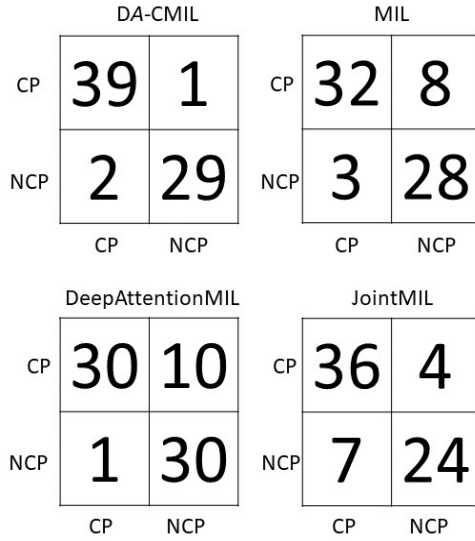 DA-CMIL MIL
CP 39 1 CP 32 8
NCP 2 29 NCP 3 28
CP NCP CP NCP
DeepAttentionMIL JointMIL
CP 30 10 CP 36 4
NCP 1 30 NCP 7 24
CP NCP CP NCP